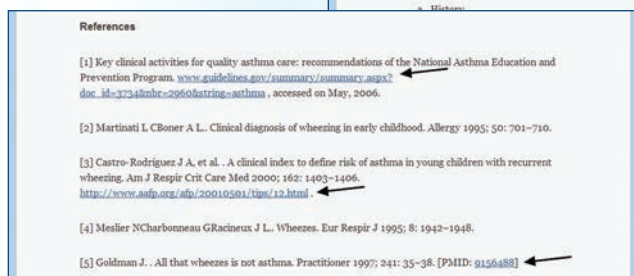 a. History:
References
[1] Key clinical activities for quality asthma care: recommendations of the National Asthma Education and
Prevention Program. www.guidelines.gov/summary/summary.aspx?
doc_id=3734&nbr=2960&string=asthma , accessed on May, 2006.
[2] Martinati L CBoner A L.. Clinical diagnosis of wheezing in early childhood. Allergy 1995; 50: 701–710.
[3] Castro-Rodriguez J A, et al. . A clinical index to define risk of asthma in young children with recurrent
wheezing. Am J Respir Crit Care Med 2000; 162: 1403–1406.
http://www.aafp.org/afp/20010501/tips/12.html .
[4] Meslier NCharbonneau GRacineux J L.. Wheezes. Eur Respir J 1995; 8: 1942–1948.
[5] Goldman J. . All that wheezes is not asthma. Practitioner 1997; 241: 35–38. [PMID: 9156488]